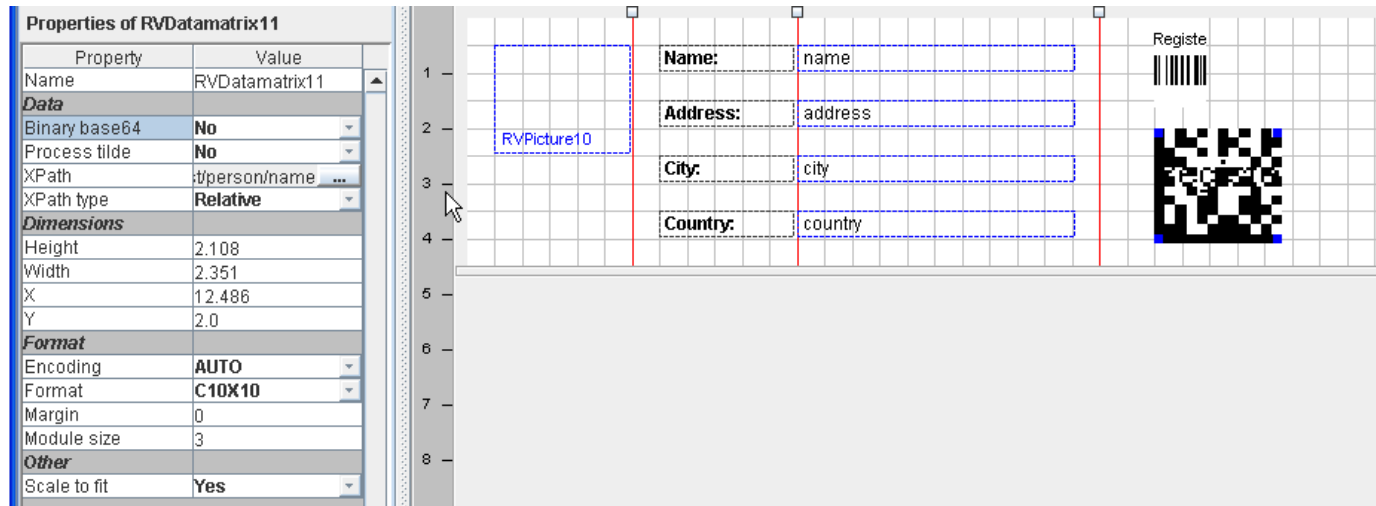 Properties of RVDatamatrix11
Property Value
Name RVDatamatrix11
Data
Binary base64 No
Process tilde No
XPath t/person/name ...
XPath type Relative
Dimensions
Height 2.108
Width 2.351
X 12.486
Y 2.0
Format
Encoding AUTO
Format C10X10
Margin 0
Module size 3
Other
Scale to fit Yes
1
2
3
4
5
6
7
8
RVPicture10
Name: name
Address: address
City: city
Country: country
Registe